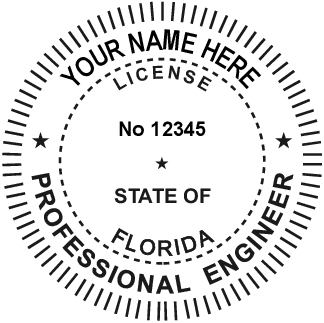 YOUR NAME HERE
LICENSE
No 12345
STATE OF
FLORIDA
PROFESSIONAL ENGINEER